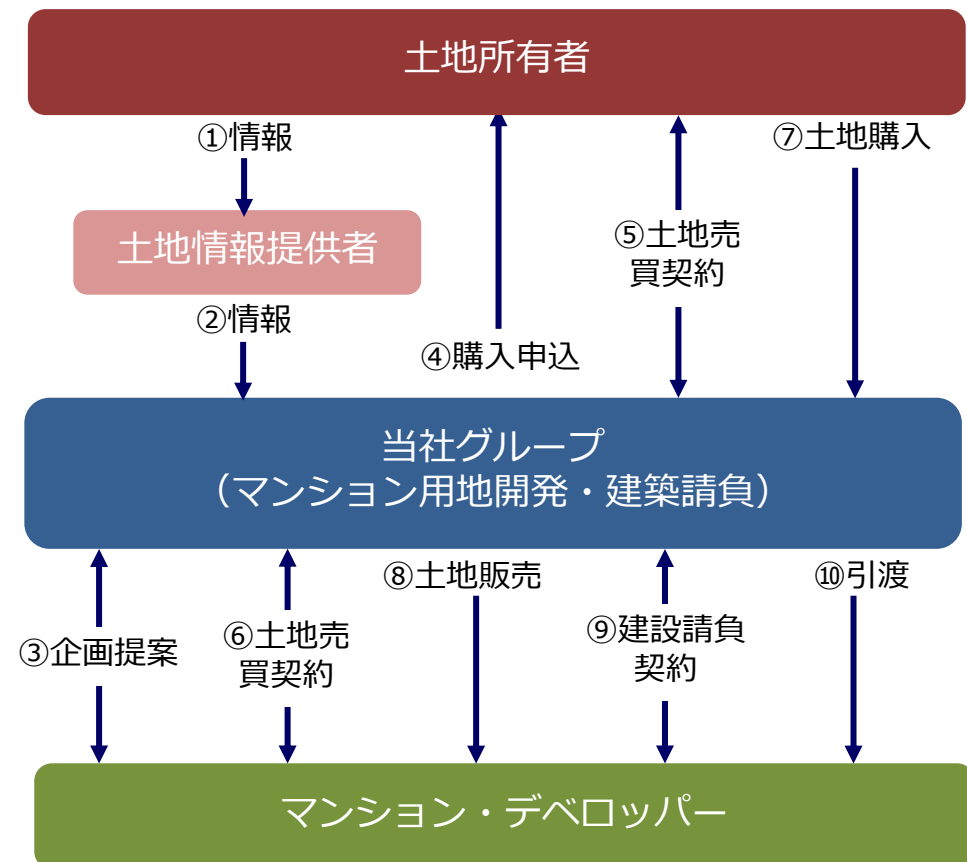 土地所有者
①情報
⑦土地購入
土地情報提供者
⑤土地売
買契約
②情報
④購入申込
当社グループ
（マンション用地開発・建築請負）
⑧土地販売
⑩引渡
③企画提案
⑥土地売
買契約
⑨建設請負
契約
マンション・デベロッパー